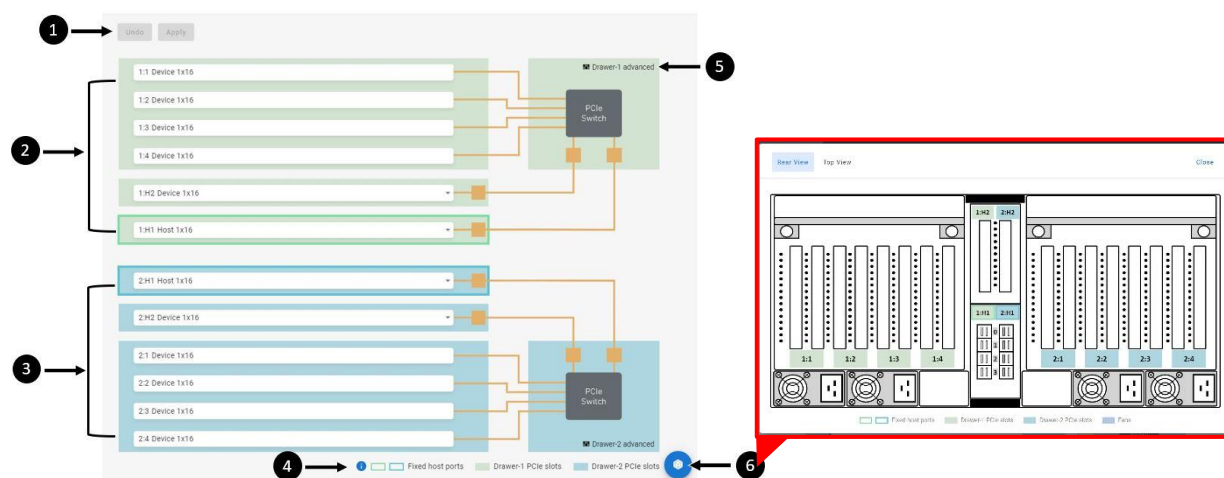 1
Undo Apply
Drawer-1 advanced
5
1:1 Device 1x16
1:2 Device 1x16
PCIe
Switch
1:3 Device 1x16
2
1:4 Device 1x16
1:H2 Device 1x16
1:H1 Host 1x16
2:H1 Host 1x16
2:H2 Device 1x16
2:1 Device 1x16
3
2:2 Device 1x16
PCIe
Switch
2:3 Device 1x16
2:4 Device 1x16
Drawer-2 advanced
4
Fixed host ports Drawer-1 PCIe slots Drawer-2 PCIe slots
6
Rear View Top View Close
1:H2 2:H2
1:H1 2:H1
0
1
2
3
1:1 1:2 1:3 1:4 2:1 2:2 2:3 2:4
Fixed host ports Drawer-1 PCIe slots Drawer-2 PCIe slots Fans